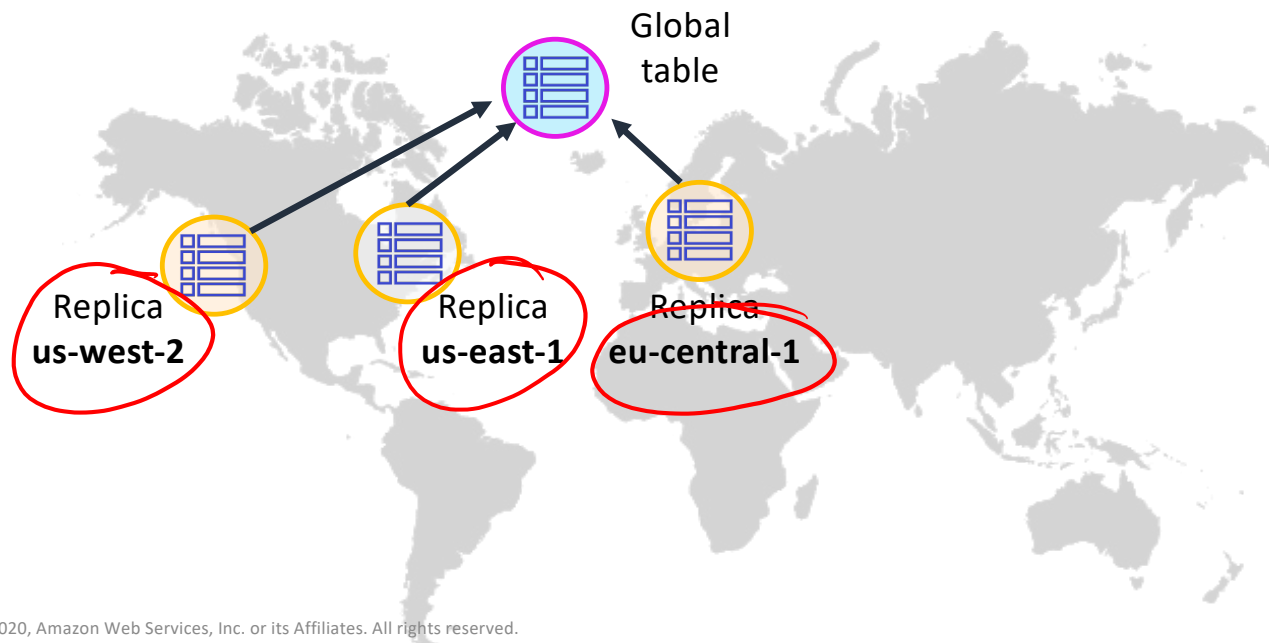 Global
table
Replica
us-west-2
Replica
us-east-1
Replica
eu-central-1
020, Amazon Web Services, Inc. or its Affiliates. All rights reserved.